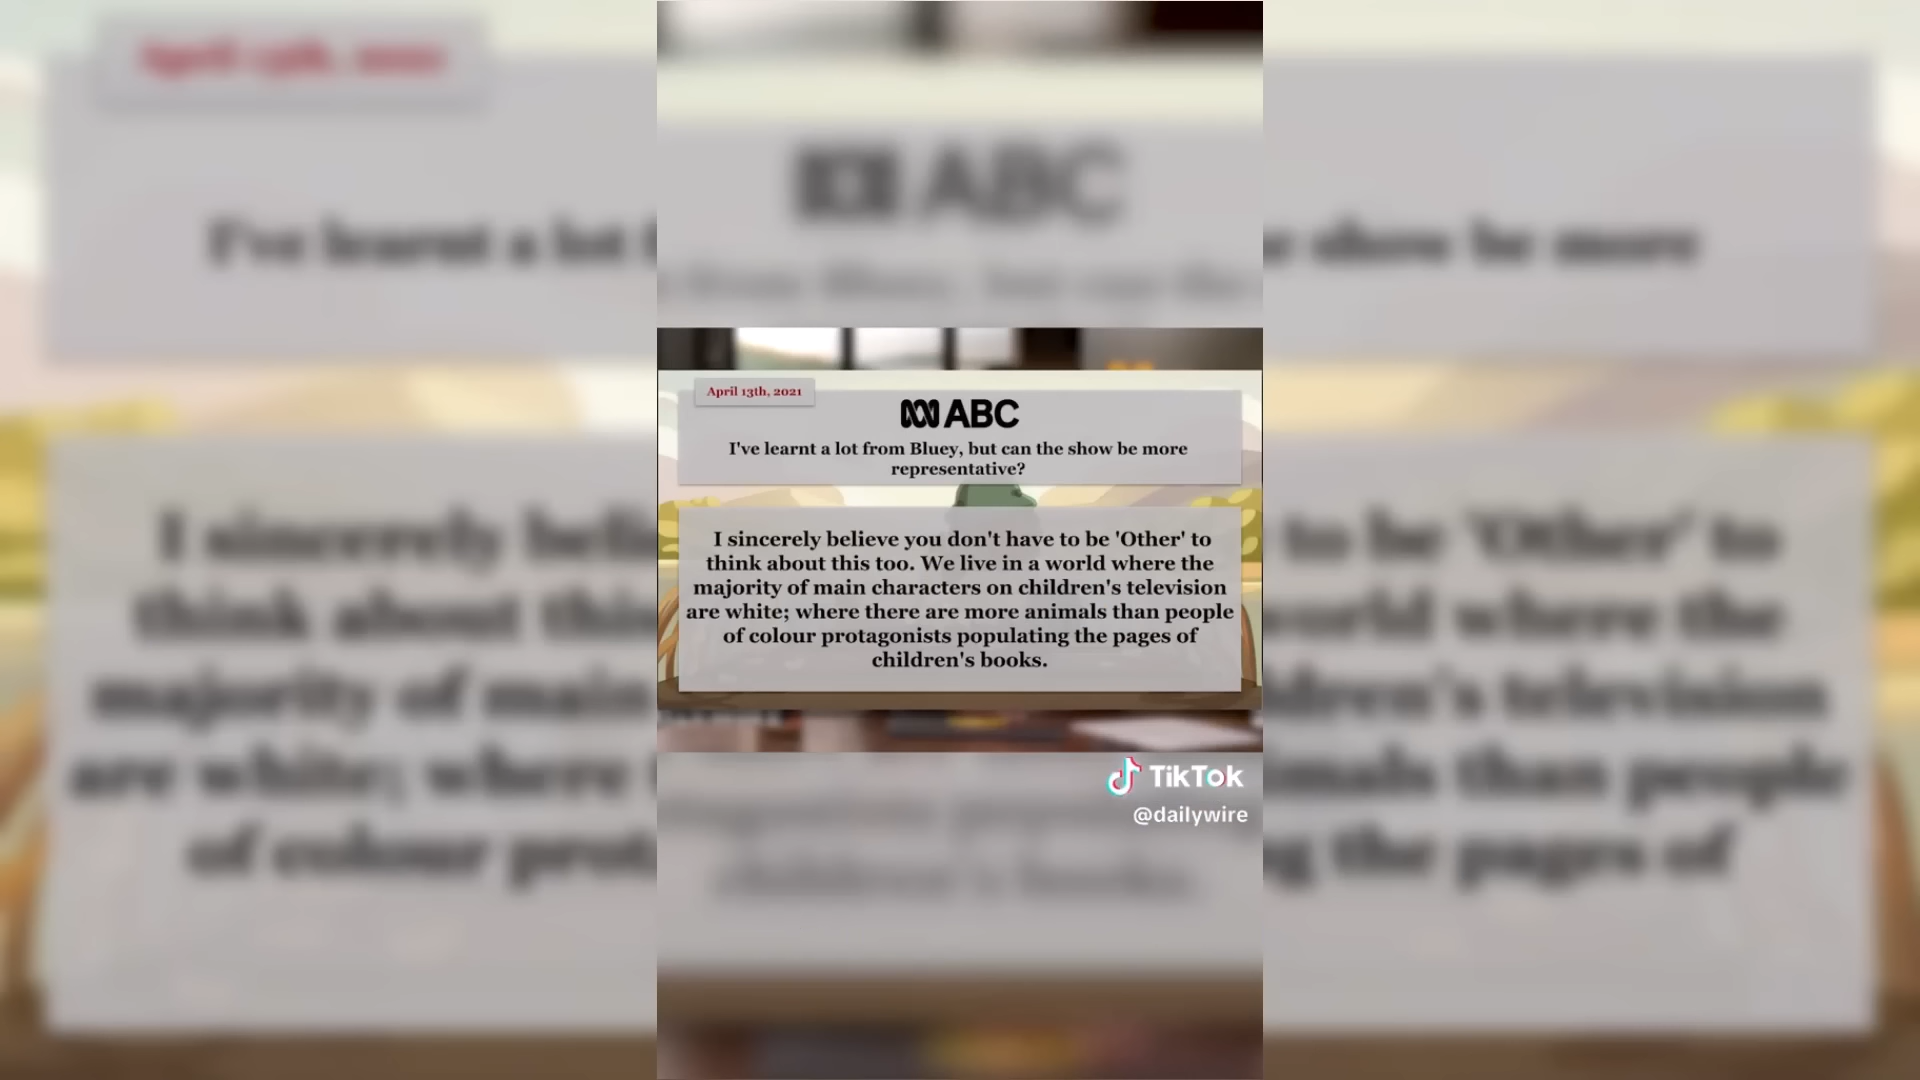 April 13th, 2021
ABC
I've learnt a lot from Bluey, but can the show be more
representative?
I sincerely believe you don't have to be 'Other' to
think about this too. We live in a world where the
majority of main characters on children's television
are white; where there are more animals than people
of colour protagonists populating the pages of
children's books.
TikTok
@dailywire